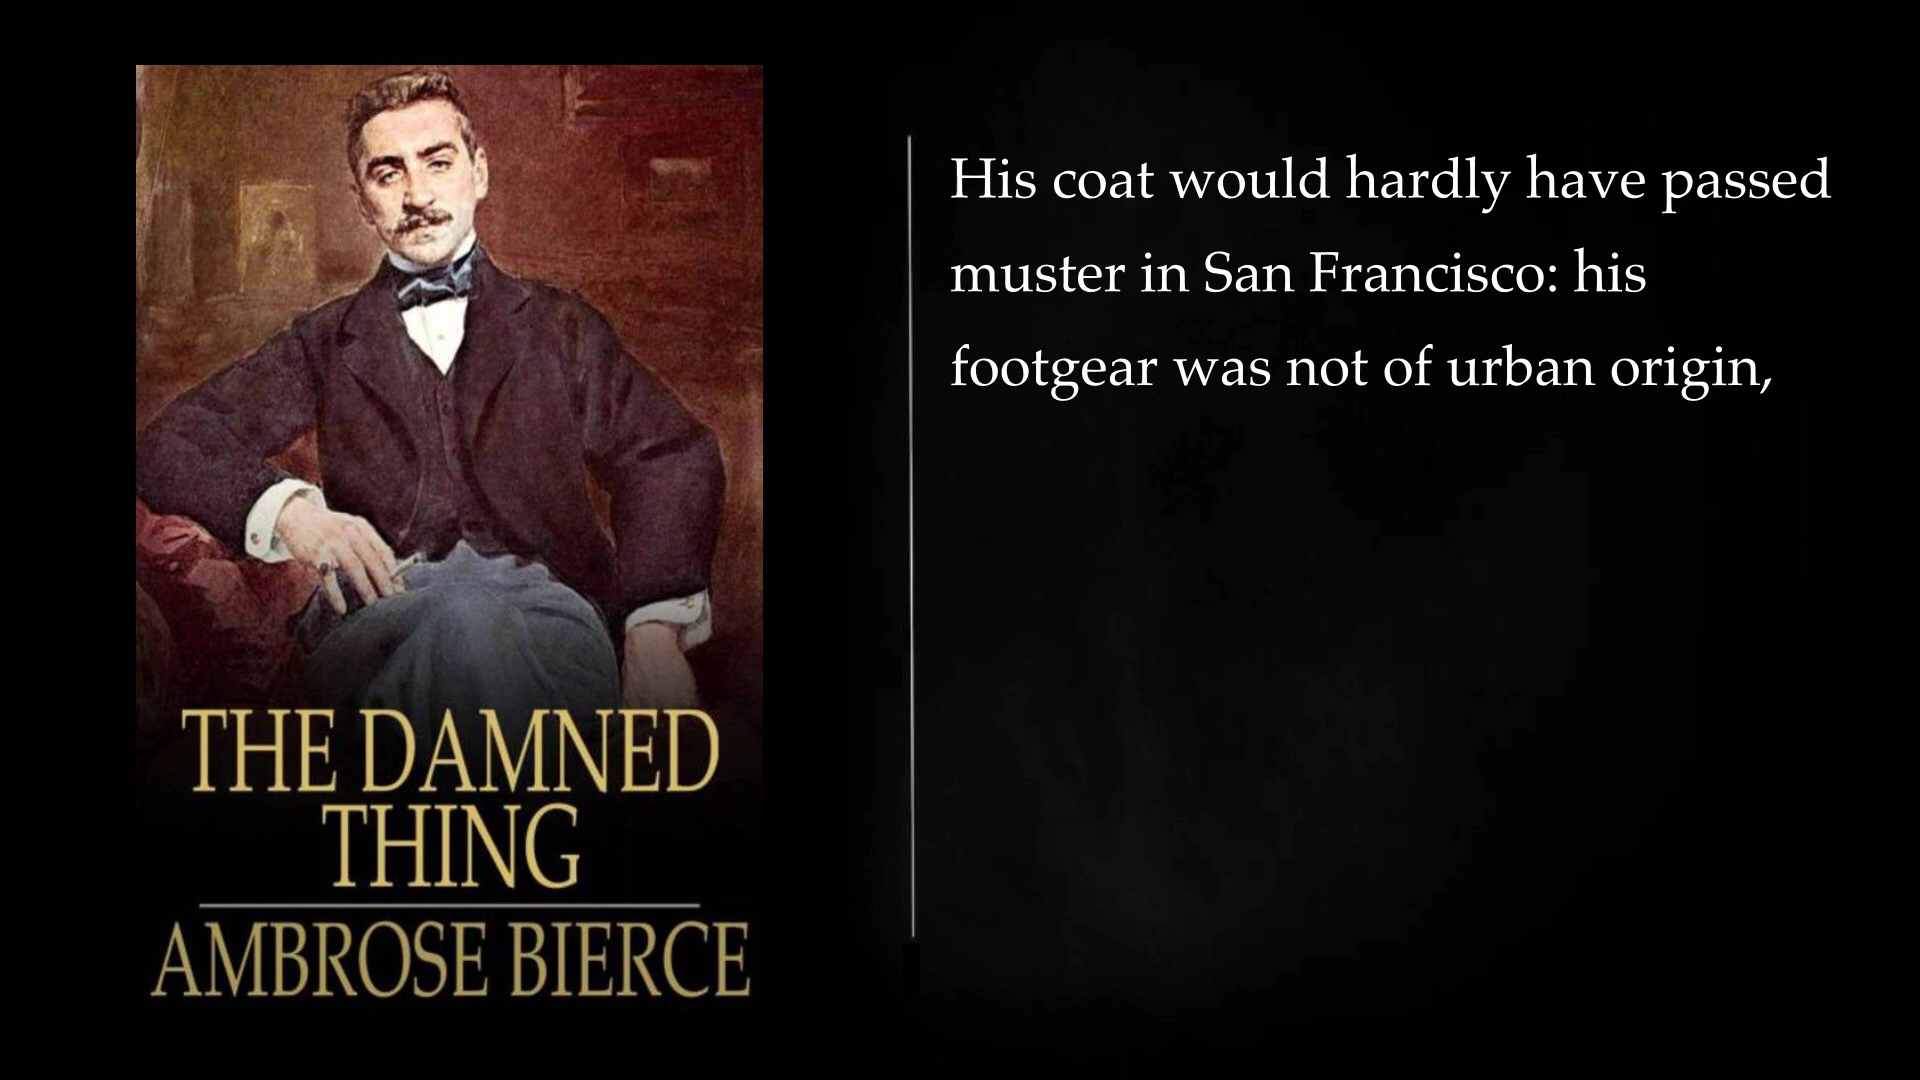 THE DAMNED
THING
AMBROSE BIERCE
His coat would hardly have passed
muster in San Francisco: his
footgear was not of urban origin,